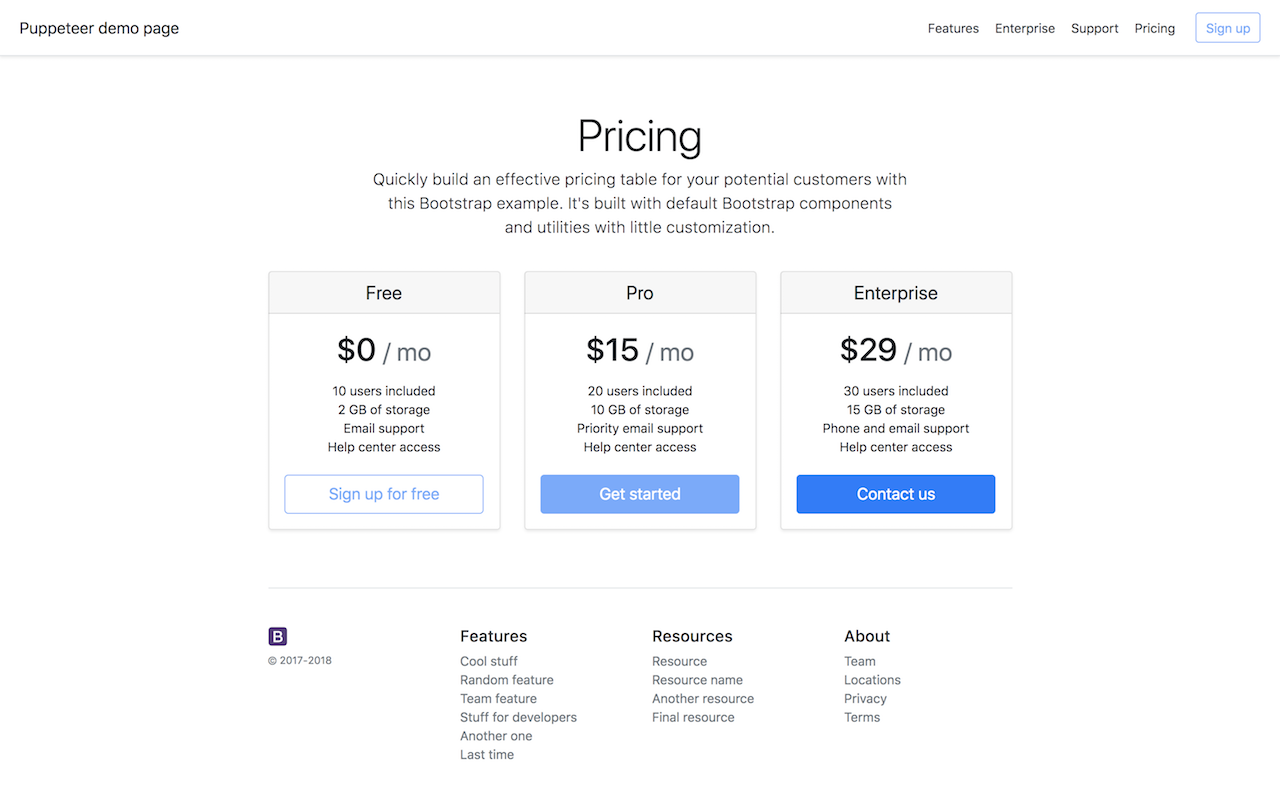 Puppeteer demo page
Features Enterprise Support Pricing Sign up
Pricing
Quickly build an effective pricing table for your potential customers with
this Bootstrap example. It's built with default Bootstrap components
and utilities with little customization.
Free
$0 / mo
10 users included
2 GB of storage
Email support
Help center access
Sign up for free
Pro
$15 / mo
20 users included
10 GB of storage
Priority email support
Help center access
Get started
Enterprise
$29 / mo
30 users included
15 GB of storage
Phone and email support
Help center access
Contact us
B
© 2017-2018
Features
Cool stuff
Random feature
Team feature
Stuff for developers
Another one
Last time
Resources
Resource
Resource name
Another resource
Final resource
About
Team
Locations
Privacy
Terms